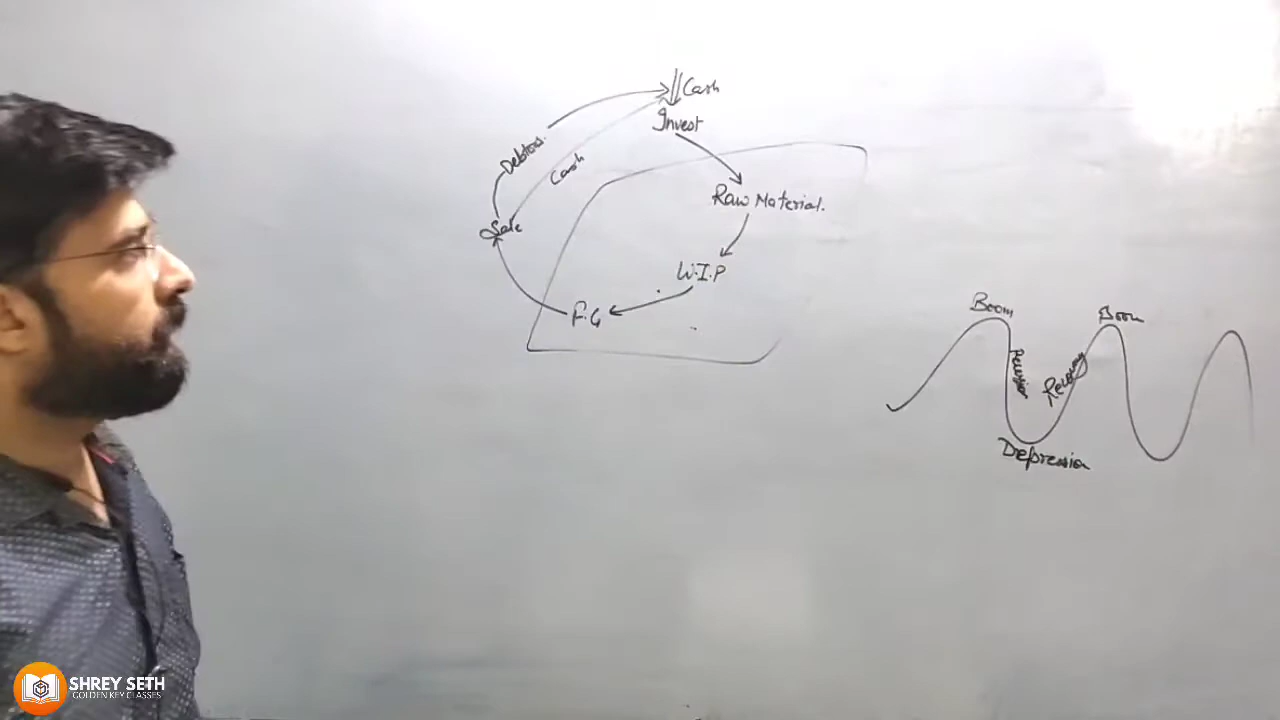 Cash
Invest
Debtors.
Cash
Raw Material.
Sale
W.I.P
F.G
Boom
Boom
Recession
Recovery
Depression
SHREY SETH
GOLDEN KEY CLASSES